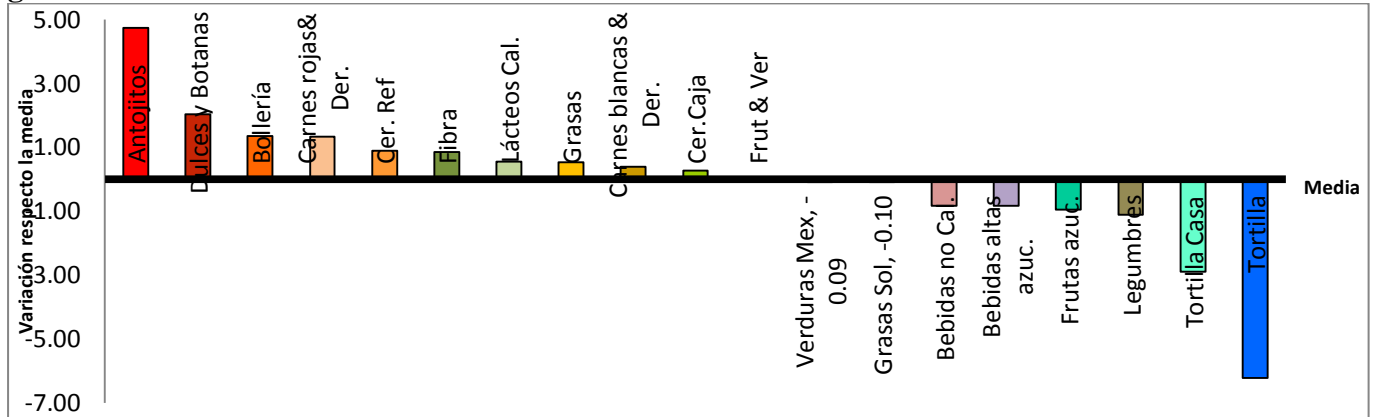 5.00
3.00
1.00
-1.00
-3.00
-5.00
-7.00
Variación respecto la media
Antojitos
Dulces y Botanas
Bollería
Carnes rojas&
Der.
Cer. Ref
Fibra
Lácteos Cal.
Grasas
Carnes blancas &
Der.
Cer.Caja
Frut & Ver
Verduras Mex, -
0.09
Grasas Sol, -0.10
Bebidas no Cal.
Bebidas altas
azuc.
Frutas azuc.
Legumbres
Tortilla Casa
Tortilla
Media